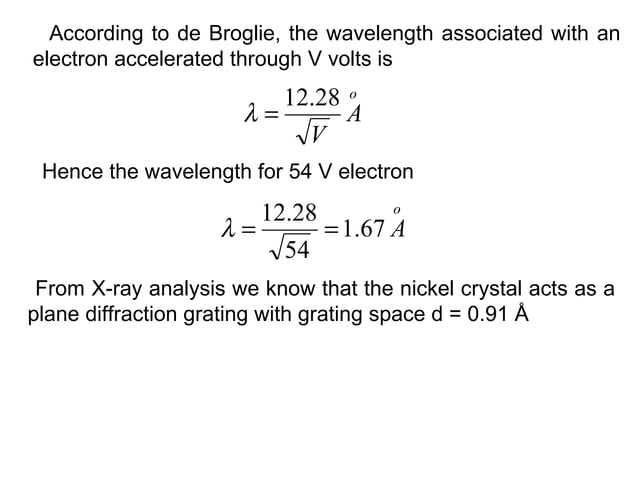 According to de Broglie, the wavelength associated with an
electron accelerated through V volts is
λ = 12.28 / √V Å
Hence the wavelength for 54 V electron
λ = 12.28 / √54 = 1.67 Å
From X-ray analysis we know that the nickel crystal acts as a
plane diffraction grating with grating space d = 0.91 Å